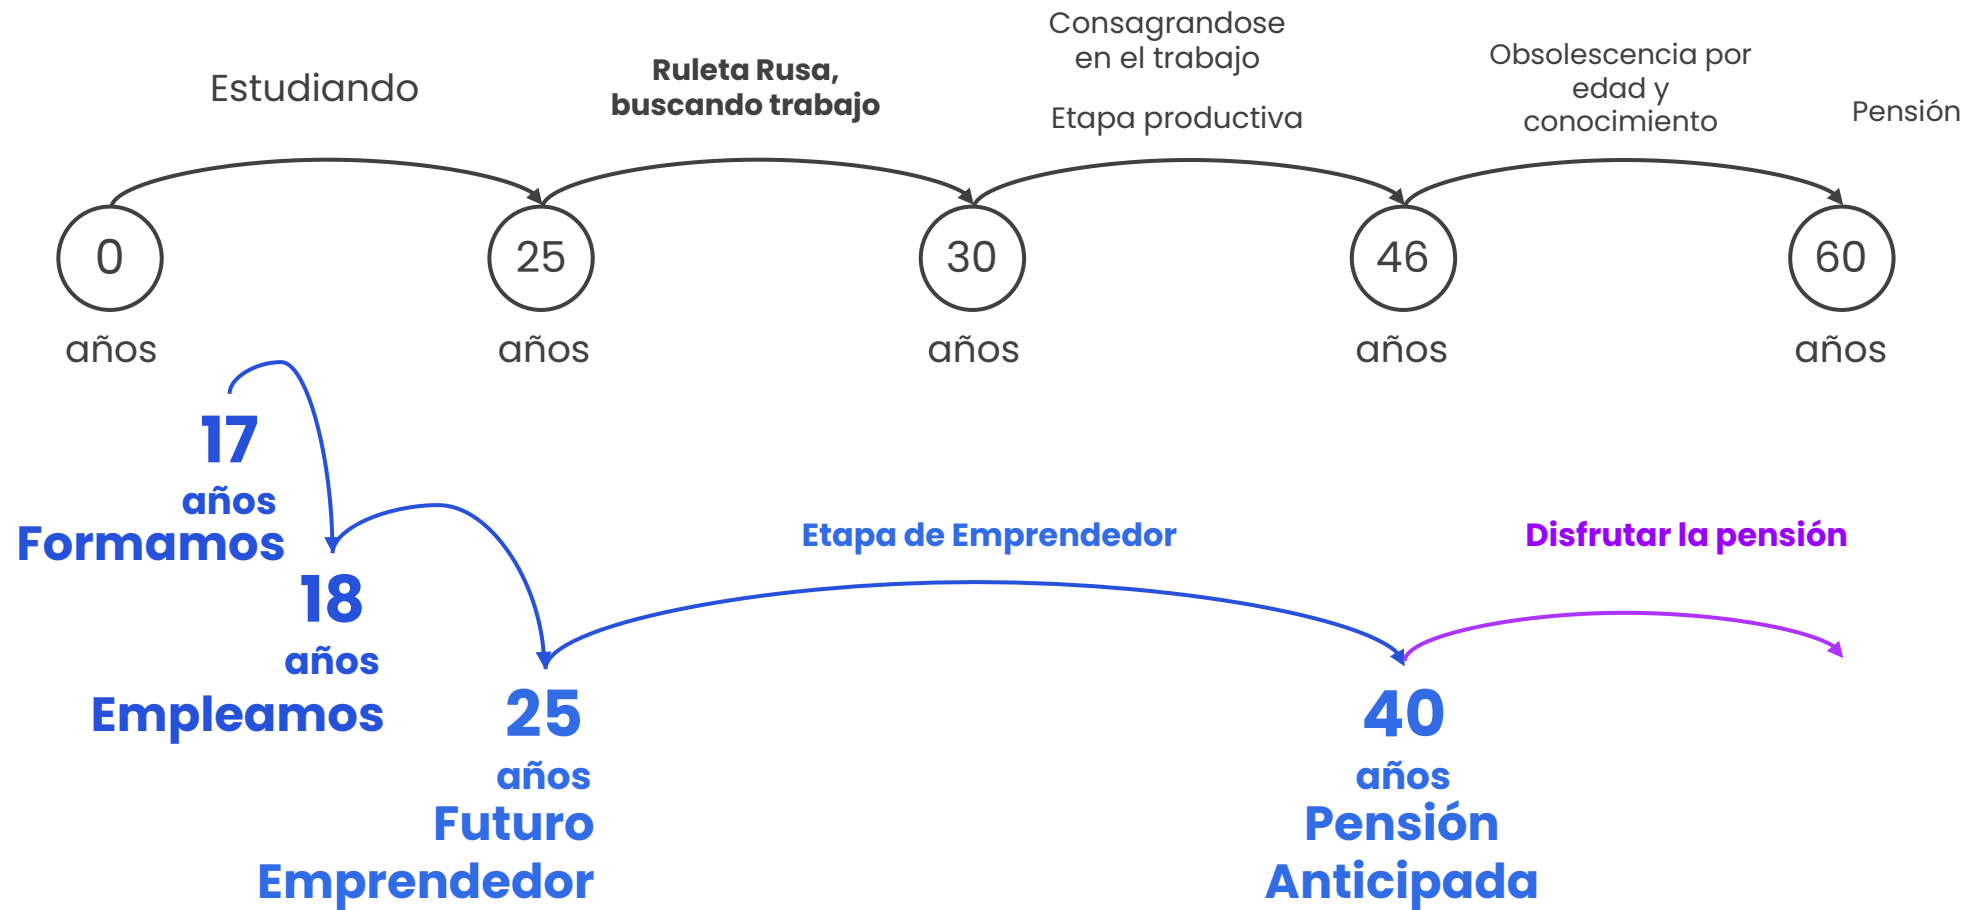 Estudiando
Ruleta Rusa,
buscando trabajo
Consagrandose
en el trabajo
Etapa productiva
Obsolescencia por
edad y
conocimiento
Pensión
0
25
30
46
60
años
años
años
años
años
17
años
Formamos
18
años
Empleamos
25
años
Futuro
Emprendedor
Etapa de Emprendedor
40
años
Pensión
Anticipada
Disfrutar la pensión